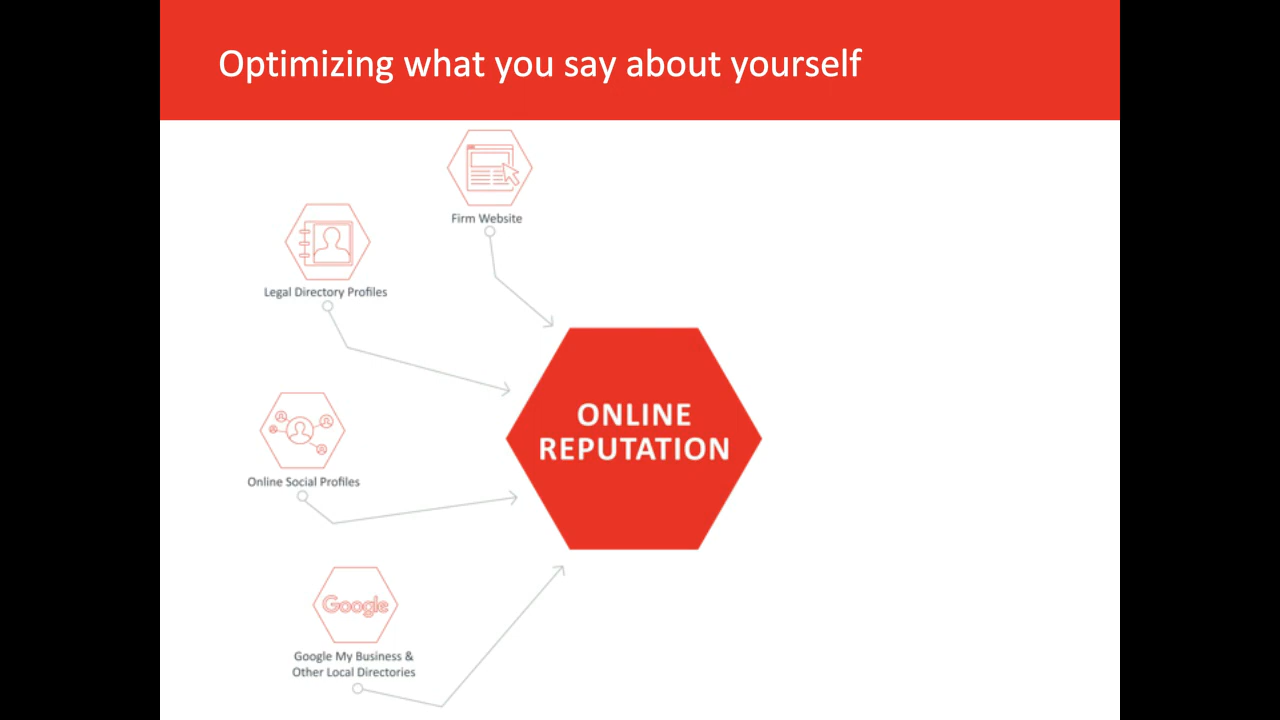 Optimizing what you say about yourself
Firm Website
Legal Directory Profiles
ONLINE
REPUTATION
Online Social Profiles
Google
Google My Business &
Other Local Directories